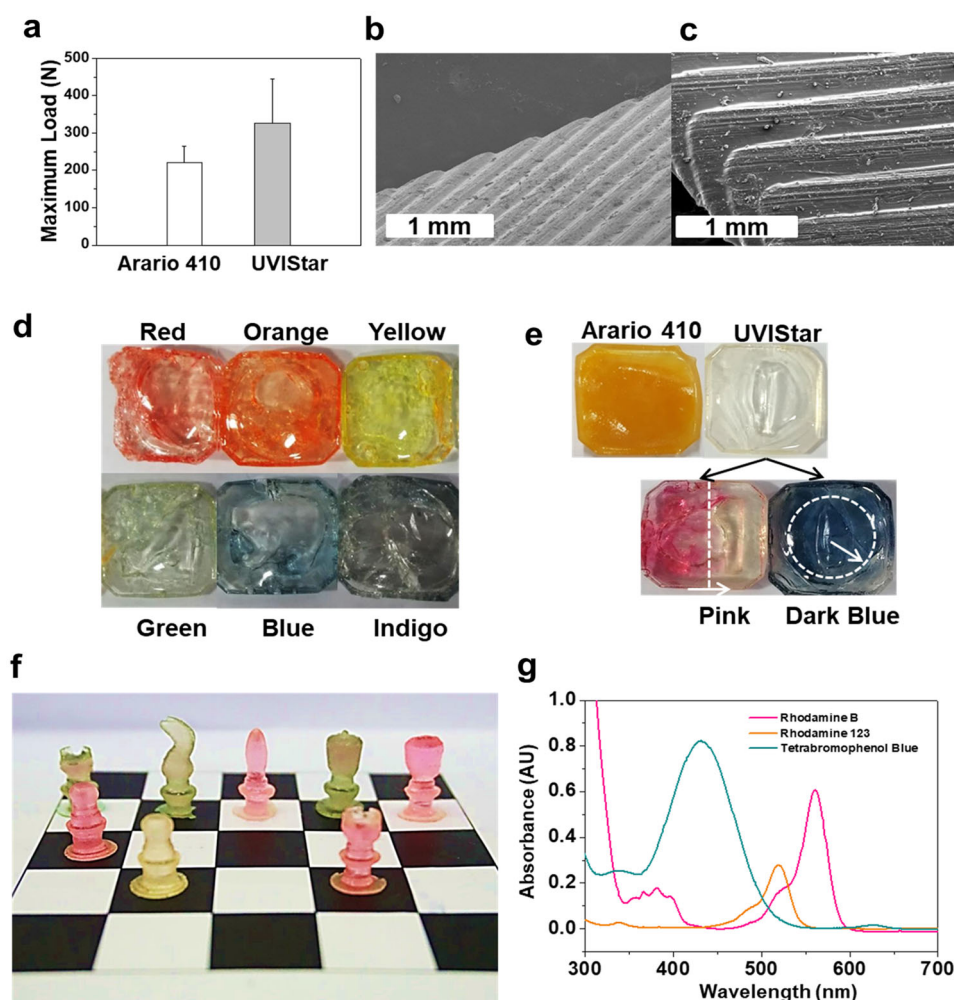 a
b
c
Maximum Load (N)
500
400
300
200
100
0
Arario 410
UVIStar
1 mm
1 mm
d
Red
Orange
Yellow
Green
Blue
Indigo
e
Arario 410
UVIStar
Pink
Dark Blue
f
g
Absorbance (AU)
1.0
0.8
0.6
0.4
0.2
0.0
Rhodamine B
Rhodamine 123
Tetrabromophenol Blue
300
400
500
600
700
Wavelength (nm)